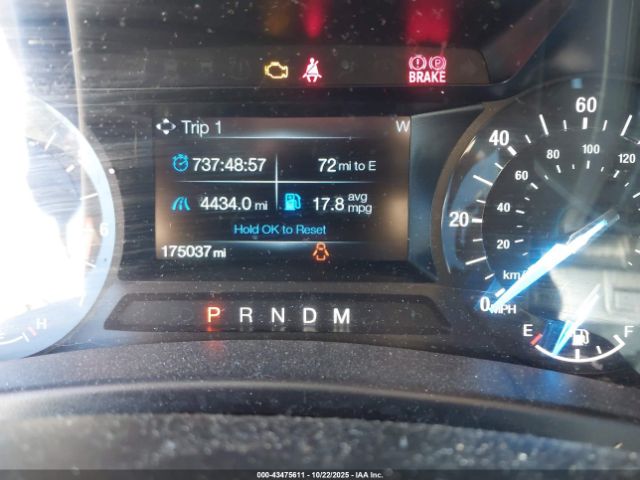 BRAKE
Trip 1 W
737:48:57 72 mi to E
4434.0 mi 17.8 avg mpg
Hold OK to Reset
175037 mi
P R N D M
6
H
0 20 40 60
MPH
20 40 60 80 100 120
km/
E F
000-43475611 - 10/22/2025 - IAA Inc.